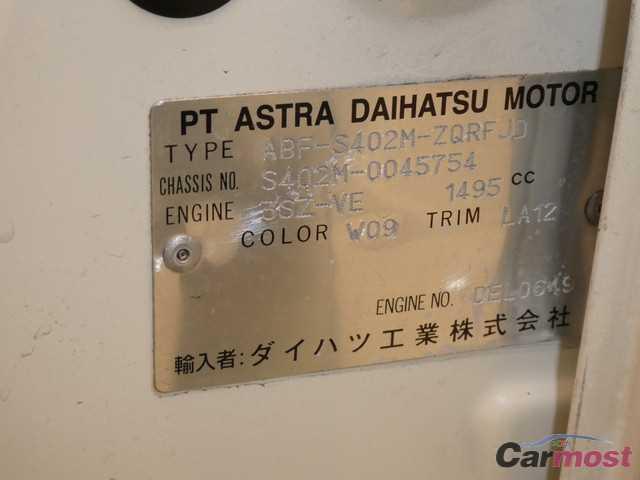 PT ASTRA DAIHATSU MOTOR
TYPE ABF-S402M-ZQRFJD
CHASSIS NO. S402M-0045754
ENGINE 3SZ-VE 1495 cc
COLOR W09 TRIM LA12
ENGINE NO. DEL0649
輸入者: ダイハツ工業株式会社
Carmost